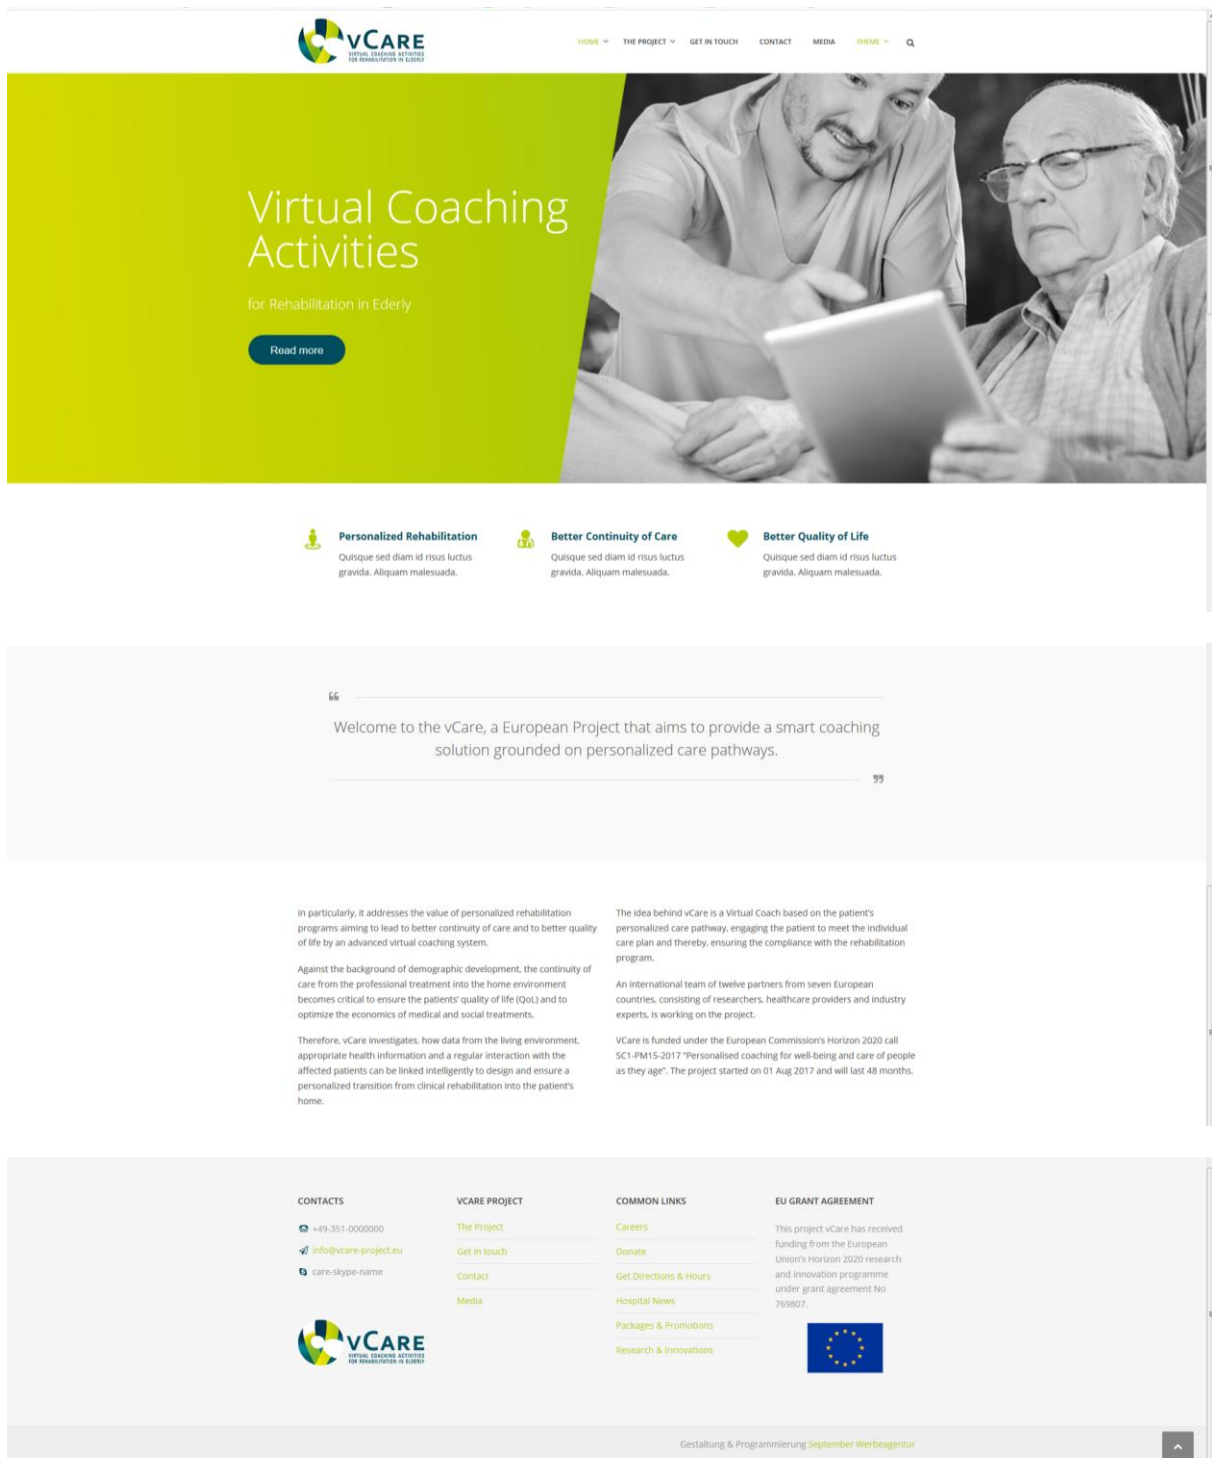 vCARE
VIRTUAL COACHING ACTIVITIES
FOR REHABILITATION IN ELDERLY
HOME
THE PROJECT
GET IN TOUCH
CONTACT
MEDIA
THEME
Virtual Coaching
Activities
for Rehabilitation in Ederly
Read more
Personalized Rehabilitation
Quisque sed diam id risus luctus
gravida. Aliquam malesuada.
Better Continuity of Care
Quisque sed diam id risus luctus
gravida. Aliquam malesuada.
Better Quality of Life
Quisque sed diam id risus luctus
gravida. Aliquam malesuada.
Welcome to the vCare, a European Project that aims to provide a smart coaching
solution grounded on personalized care pathways.
In particularly, it addresses the value of personalized rehabilitation
programs aiming to lead to better continuity of care and to better quality
of life by an advanced virtual coaching system.
Against the background of demographic development, the continuity of
care from the professional treatment into the home environment
becomes critical to ensure the patients' quality of life (QoL) and to
optimize the economics of medical and social treatments.
Therefore, vCare investigates, how data from the living environment,
appropriate health information and a regular interaction with the
affected patients can be linked intelligently to design and ensure a
personalized transition from clinical rehabilitation into the patient's
home.
The idea behind vCare is a Virtual Coach based on the patient's
personalized care pathway, engaging the patient to meet the individual
care plan and thereby, ensuring the compliance with the rehabilitation
program.
An international team of twelve partners from seven European
countries, consisting of researchers, healthcare providers and industry
experts, is working on the project.
VCare is funded under the European Commission's Horizon 2020 call
SC1-PM15-2017 "Personalised coaching for well-being and care of people
as they age". The project started on 01 Aug 2017 and will last 48 months.
CONTACTS
+49-351-0000000
info@vcare-project.eu
care-skype-name
vCARE
VIRTUAL COACHING ACTIVITIES
FOR REHABILITATION IN ELDERLY
VCARE PROJECT
The Project
Get in touch
Contact
Media
COMMON LINKS
Careers
Donate
Get Directions & Hours
Hospital News
Packages & Promotions
Research & Innovations
EU GRANT AGREEMENT
This project vCare has received
funding from the European
Union's Horizon 2020 research
and innovation programme
under grant agreement No
769807.
Gestaltung & Programmierung September Werbeagentur